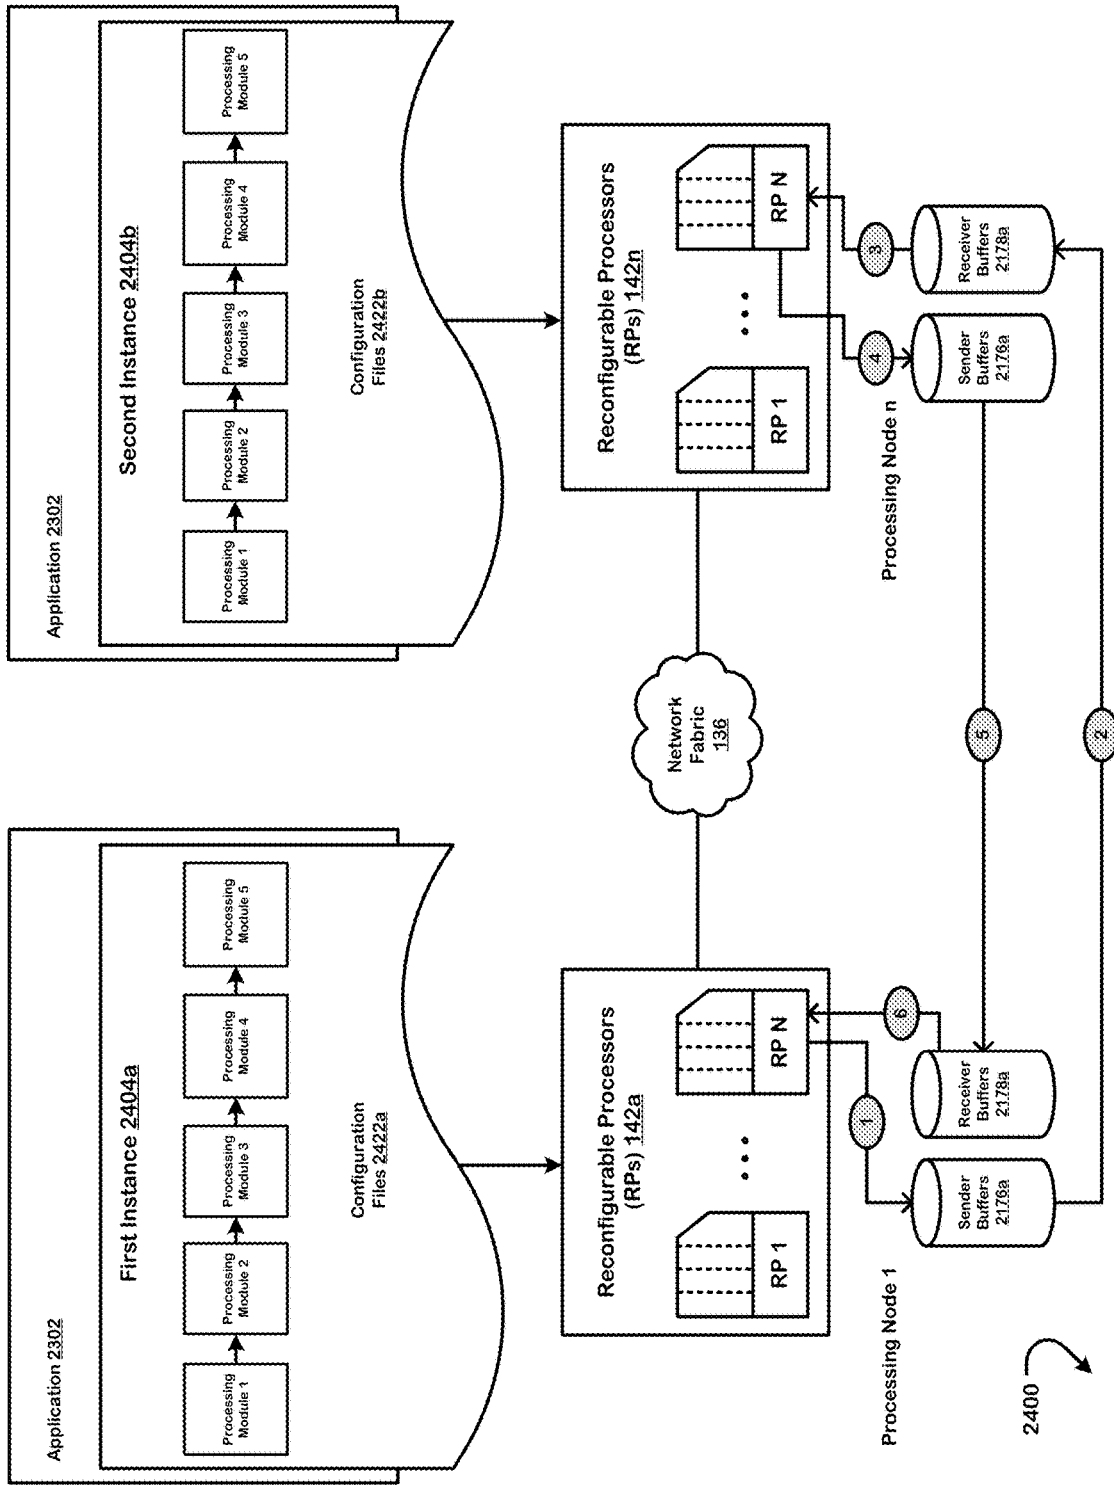 Application 2302
First Instance 2404a
Processing
Module 1
Processing
Module 2
Processing
Module 3
Processing
Module 4
Processing
Module 5
Configuration
Files 2422a
Application 2302
Second Instance 2404b
Processing
Module 1
Processing
Module 2
Processing
Module 3
Processing
Module 4
Processing
Module 5
Configuration
Files 2422b
Reconfigurable Processors
(RPs) 142a
RP 1
• • •
RP N
Network
Fabric
136
Reconfigurable Processors
(RPs) 142n
RP 1
• • •
RP N
Processing Node 1
1
6
Sender
Buffers
2176a
Receiver
Buffers
2178a
Processing Node n
4
3
Sender
Buffers
2176a
Receiver
Buffers
2178a
5
2
2400